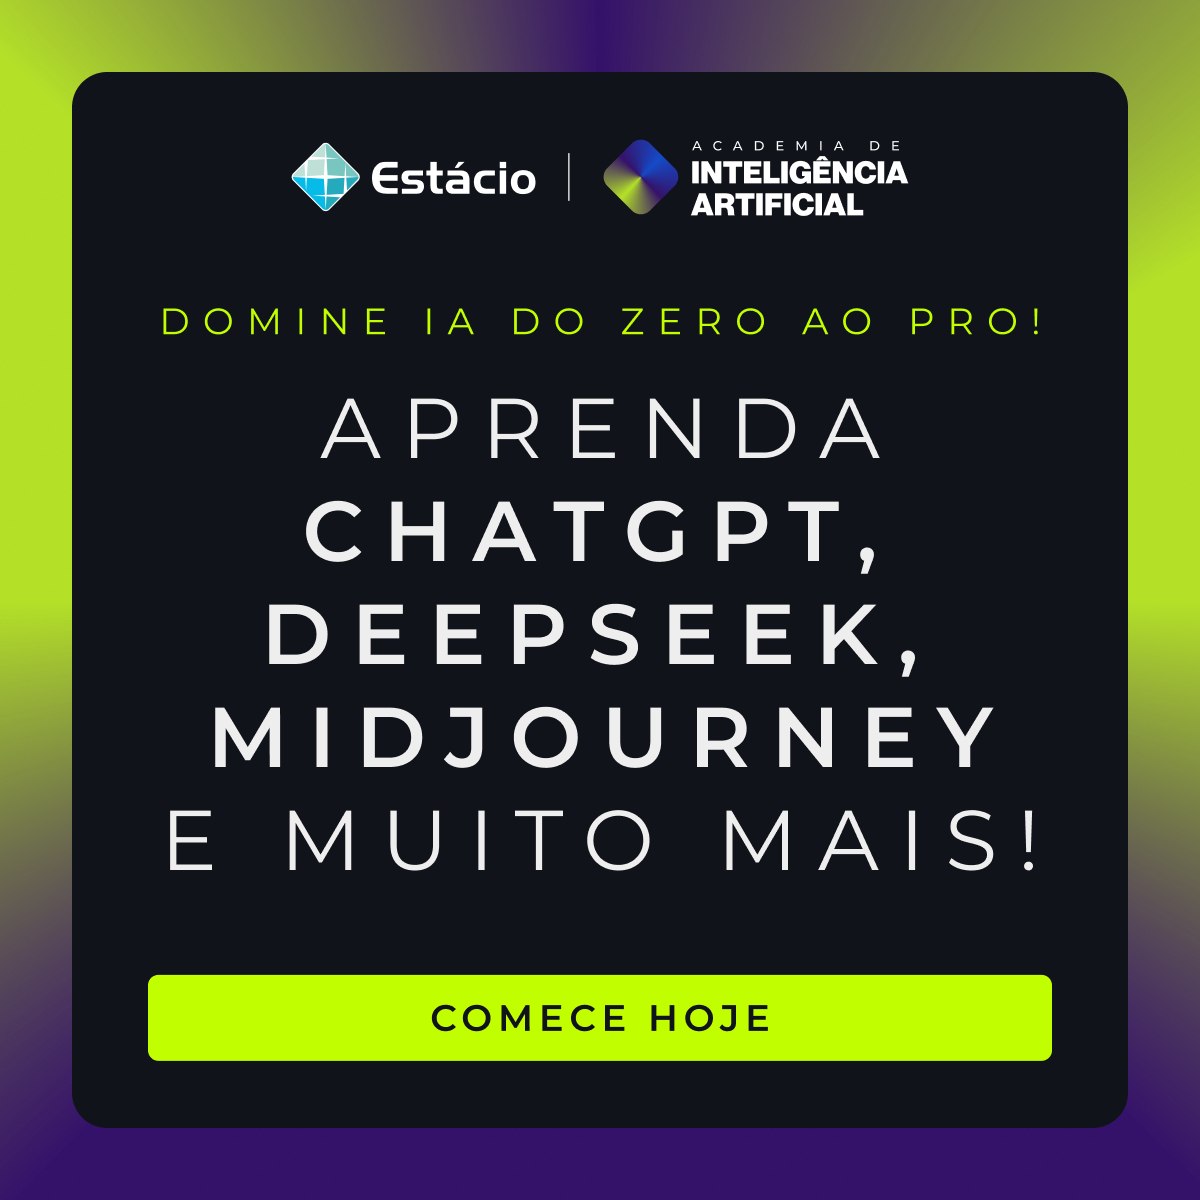 Estácio
ACADEMIA DE
INTELIGÊNCIA
ARTIFICIAL
DOMINE IA DO ZERO AO PRO!
APRENDA
CHATGPT,
DEEPSEEK,
MIDJOURNEY
E MUITO MAIS!
COMECE HOJE